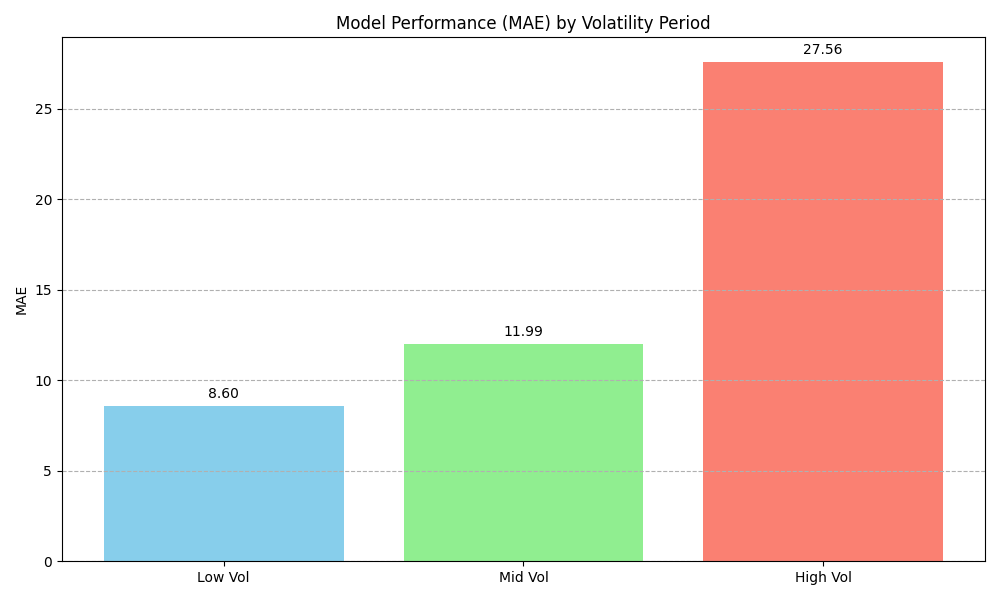 Model Performance (MAE) by Volatility Period
27.56
25
20
15
11.99
10
8.60
5
0
MAE
Low Vol
Mid Vol
High Vol